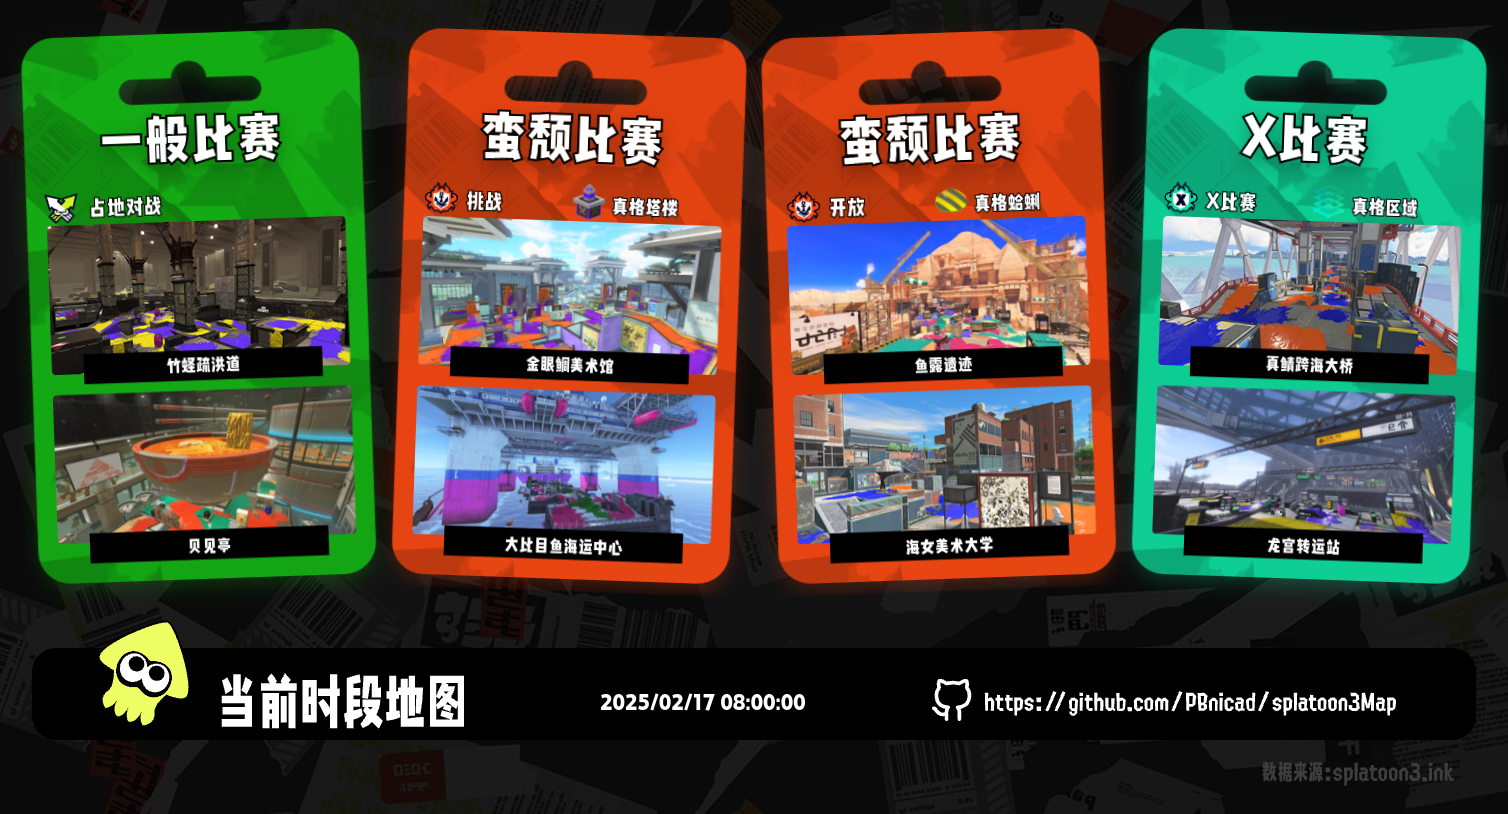 一般比赛
占地对战
竹蛏疏洪道
贝见亭
蛮颓比赛
挑战
真格塔楼
金眼鲷美术馆
大比目鱼海运中心
蛮颓比赛
开放
真格蛤蜊
鱼露遗迹
海女美术大学
X比赛
X比赛
真格区域
真鲭跨海大桥
龙宫转运站
当前时段地图
2025/02/17 08:00:00
https://github.com/PBnicad/splatoon3Map
数据来源:splatoon3.ink